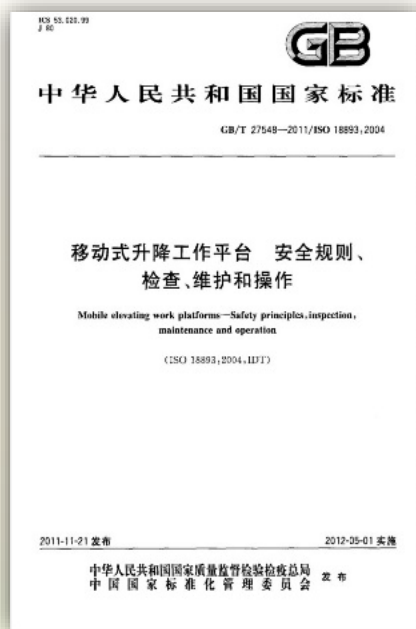 ICS 53.020.99
J 80
GB
中华人民共和国国家标准
GB/T 27548—2011/ISO 18893:2004
移动式升降工作平台 安全规则、
检查、维护和操作
Mobile elevating work platforms—Safety principles, inspection,
maintenance and operation
(ISO 18893:2004, IDT)
2011-11-21 发布
2012-05-01 实施
中华人民共和国国家质量监督检验检疫总局
中国国家标准化管理委员会
发布